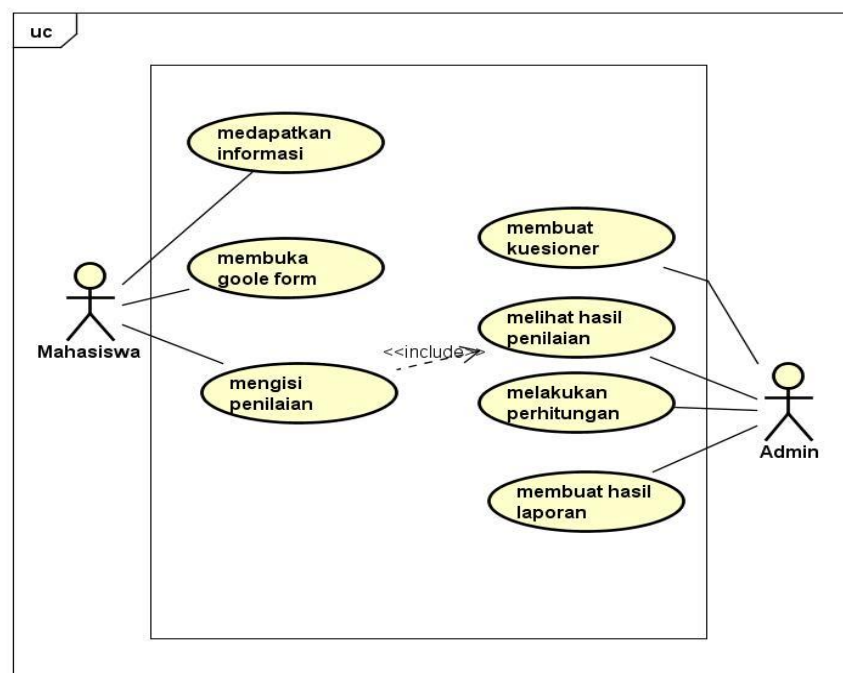 uc
medapatkan
informasi
membuka
goole form
mengisi
penilaian
Mahasiswa
<<include>>
membuat
kuesioner
melihat hasil
penilaian
melakukan
perhitungan
membuat hasil
laporan
Admin